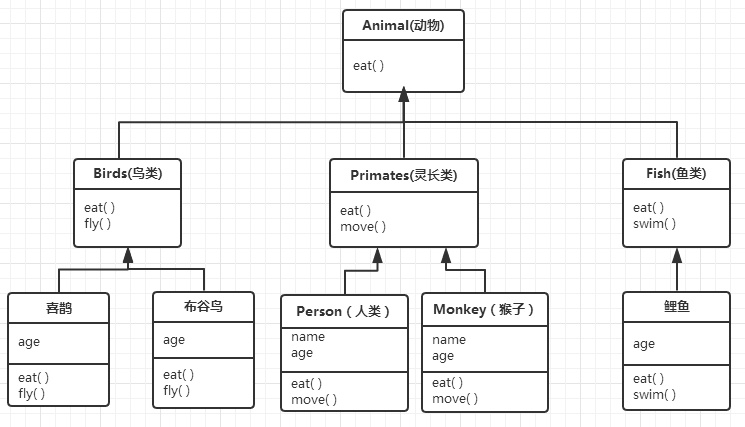 Animal(动物)
eat( )
Birds(鸟类)
eat( )
fly( )
Primates(灵长类)
eat( )
move( )
Fish(鱼类)
eat( )
swim( )
喜鹊
age
eat( )
fly( )
布谷鸟
age
eat( )
fly( )
Person（人类）
name
age
eat( )
move( )
Monkey（猴子）
name
age
eat( )
move( )
鲤鱼
age
eat( )
swim( )